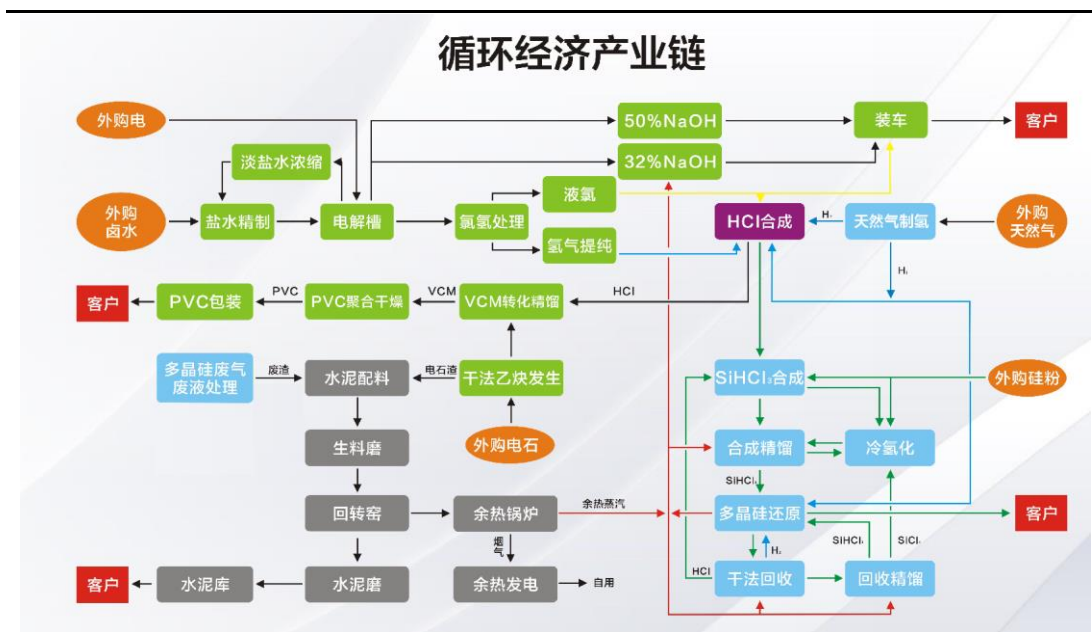 循环经济产业链
外购电
50%NaOH
装车
客户
淡盐水浓缩
32%NaOH
液氯
外购
卤水
盐水精制
电解槽
氯氢处理
HCl合成
H₂
天然气制氢
外购
天然气
氢气提纯
H₂
客户
PVC包装
PVC
PVC聚合干燥
VCM
VCM转化精馏
HCl
多晶硅废气
废液处理
废渣
水泥配料
电石渣
干法乙炔发生
SiHCl₃合成
外购硅粉
生料磨
外购电石
合成精馏
冷氢化
SiHCl₃
回转窑
余热锅炉
余热蒸汽
多晶硅还原
客户
烟
气
H₂
SiHCl₃
SiCl₄
客户
水泥库
水泥磨
余热发电
自用
HCl
干法回收
回收精馏